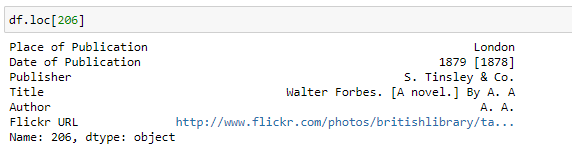 df.loc[206]
Place of Publication London
Date of Publication 1879 [1878]
Publisher S. Tinsley & Co.
Title Walter Forbes. [A novel.] By A. A
Author A. A.
Flickr URL http://www.flickr.com/photos/britishlibrary/ta...
Name: 206, dtype: object